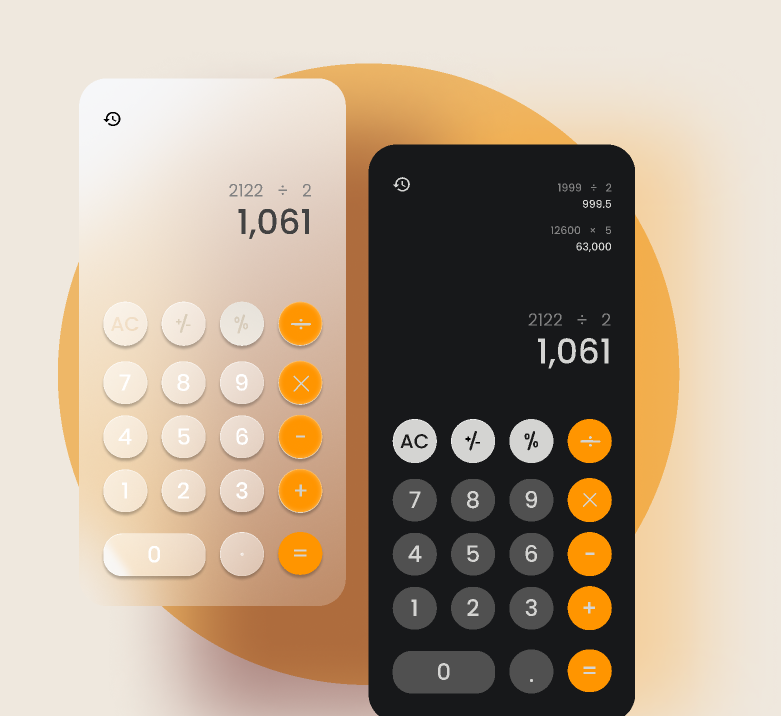 2122 ÷ 2
1,061
AC +/- % ÷
7 8 9 ×
4 5 6 -
1 2 3 +
0 . =
1999 ÷ 2
999.5
12600 × 5
63,000
2122 ÷ 2
1,061
AC +/- % ÷
7 8 9 ×
4 5 6 -
1 2 3 +
0 . =